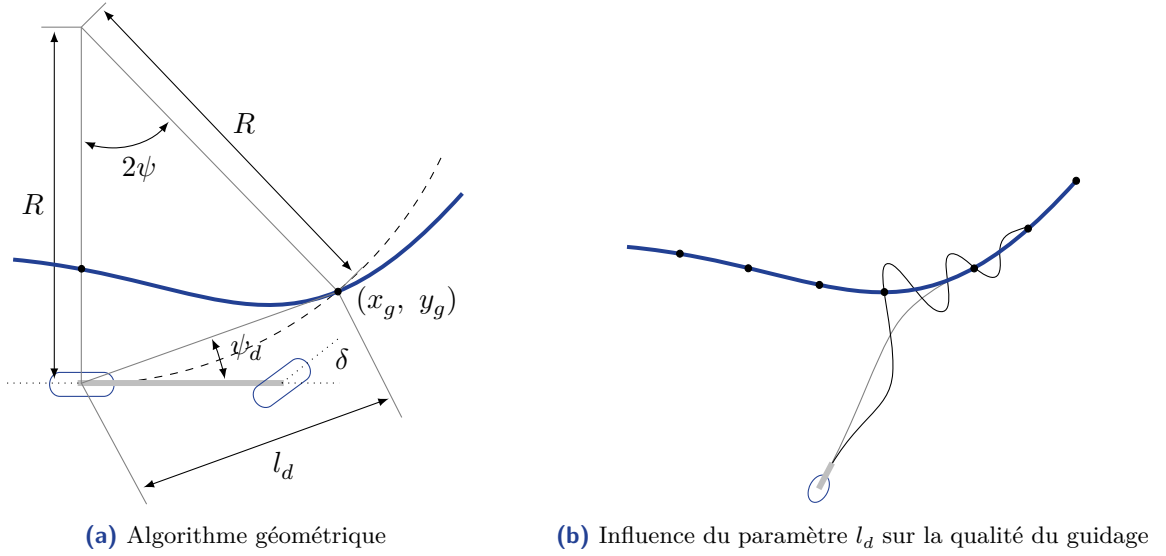 R
R
2ψ
(x_g, y_g)
ψ_d
δ
l_d
(a) Algorithme géométrique
(b) Influence du paramètre l_d sur la qualité du guidage